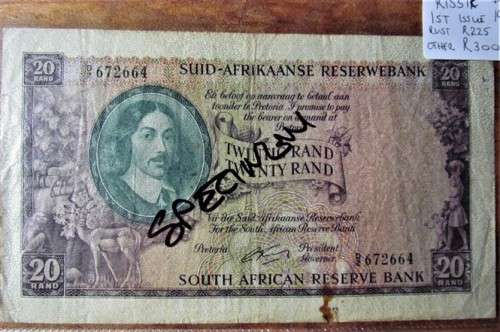 RISSIK
1ST ISSUE
RUST R225
OTHER R300
20
RAND
672664
SUID-AFRIKAANSE RESERWEBANK
20
RAND
Ek beloof op aanvraag te betaal aan
toonder te Pretoria I promise to pay
the bearer on demand at
TWINTIG RAND
TWENTY RAND
SPECIMEN
Vir die Suid-Afrikaanse Reserwebank
For the South African Reserve Bank
Pretoria
President
Governor
672664
20
RAND
SOUTH AFRICAN RESERVE BANK
20
RAND